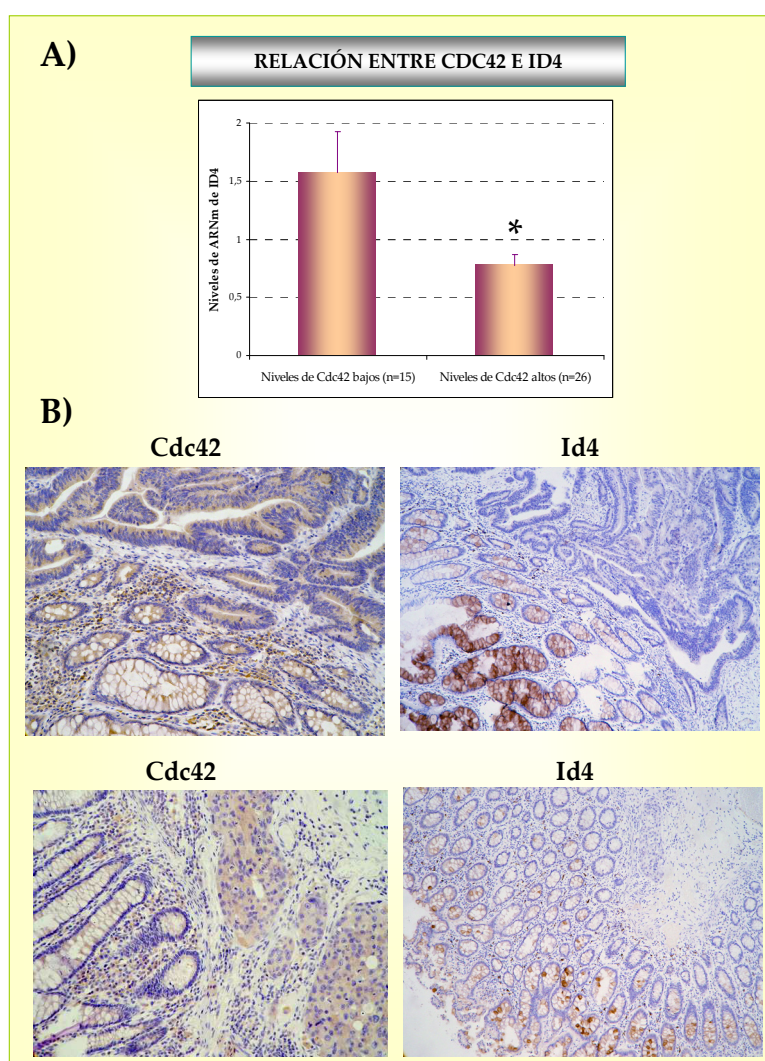 A)
RELACIÓN ENTRE CDC42 E ID4
Niveles de ARNm de ID4
2
1,5
1
0,5
0
*
Niveles de Cdc42 bajos (n=15)
Niveles de Cdc42 altos (n=26)
B)
Cdc42
Id4
Cdc42
Id4